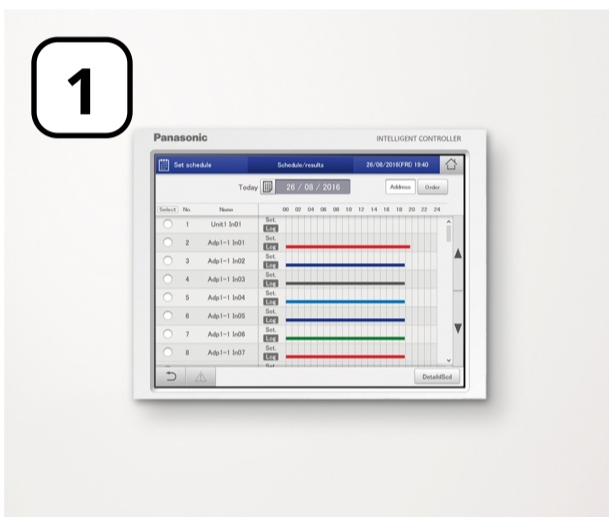 1
Panasonic INTELLIGENT CONTROLLER
Set schedule Schedule/results 26/08/2016(FRI) 19:40
Today 26 / 08 / 2016 Address Order
Select No. Name 00 02 04 06 08 10 12 14 16 18 20 22 24
1 Unit1 In01 Set. Log
2 Adp1-1 In01 Set. Log
3 Adp1-1 In02 Set. Log
4 Adp1-1 In03 Set. Log
5 Adp1-1 In04 Set. Log
6 Adp1-1 In05 Set. Log
7 Adp1-1 In06 Set. Log
8 Adp1-1 In07 Set. Log
Set